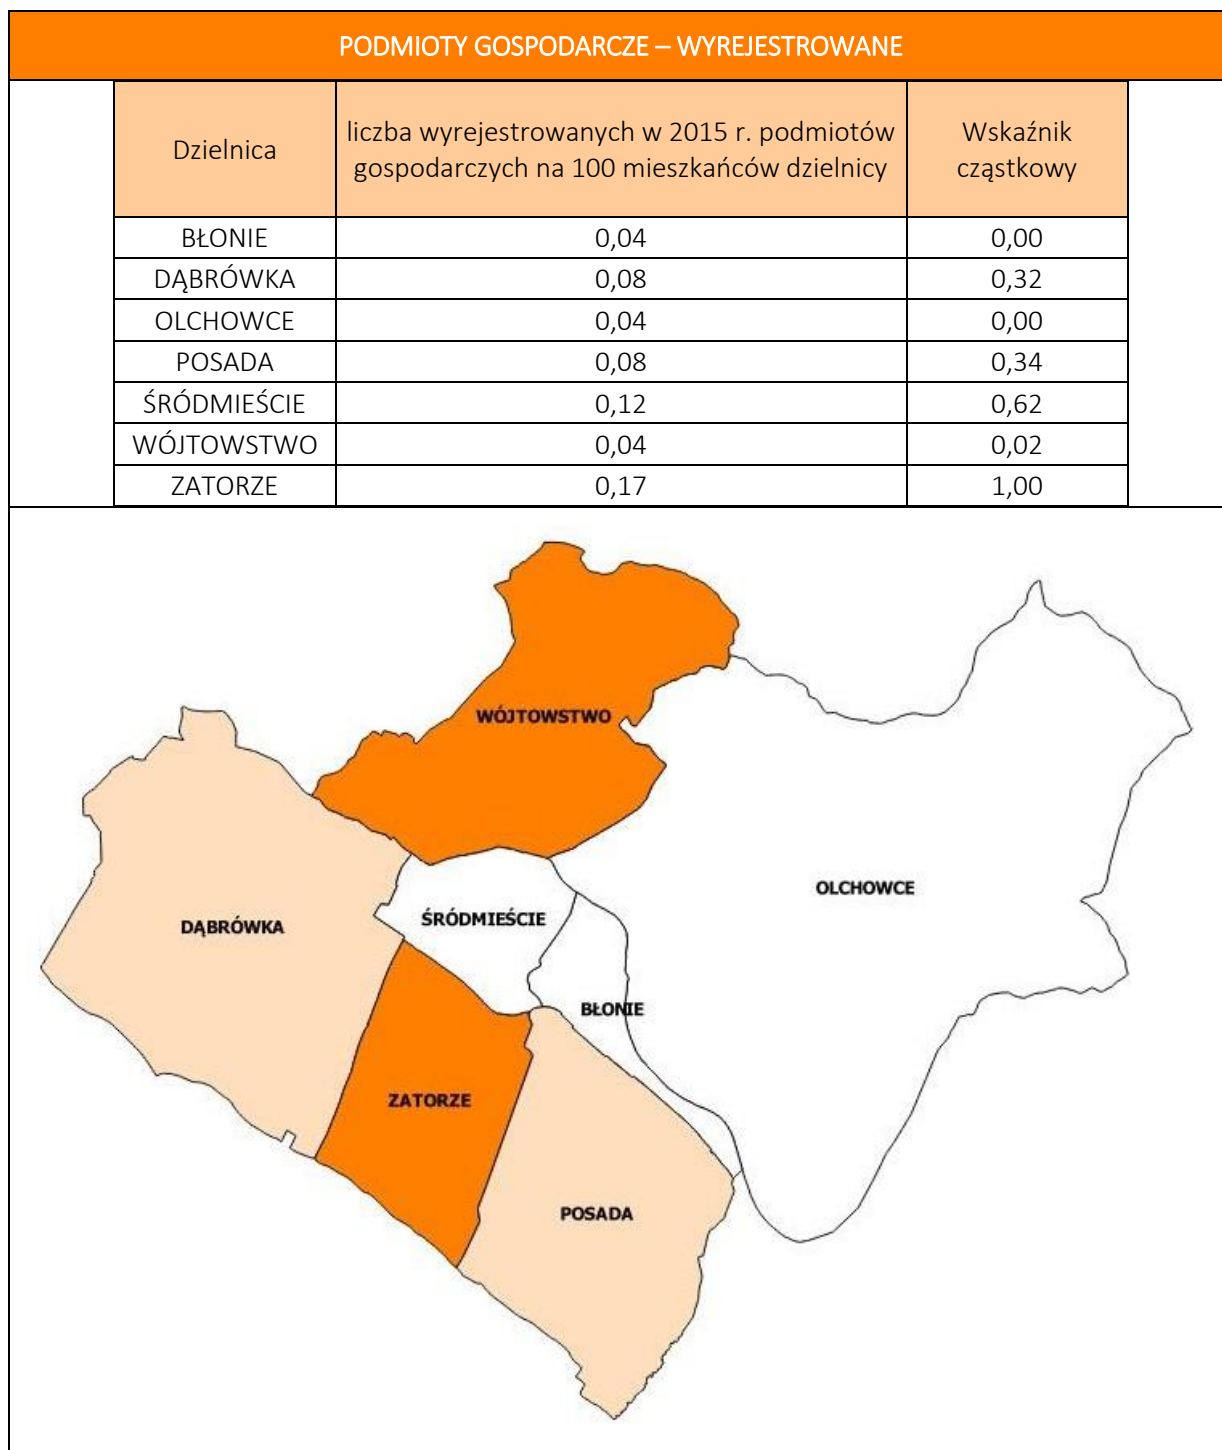 PODMIOTY GOSPODARCZE – WYREJESTROWANE
Dzielnica
liczba wyrejestrowanych w 2015 r. podmiotów
gospodarczych na 100 mieszkańców dzielnicy
Wskaźnik
cząstkowy
BŁONIE 0,04 0,00
DĄBRÓWKA 0,08 0,32
OLCHOWCE 0,04 0,00
POSADA 0,08 0,34
ŚRÓDMIEŚCIE 0,12 0,62
WÓJTOWSTWO 0,04 0,02
ZATORZE 0,17 1,00
WÓJTOWSTWO
OLCHOWCE
ŚRÓDMIEŚCIE
DĄBRÓWKA
BŁONIE
ZATORZE
POSADA